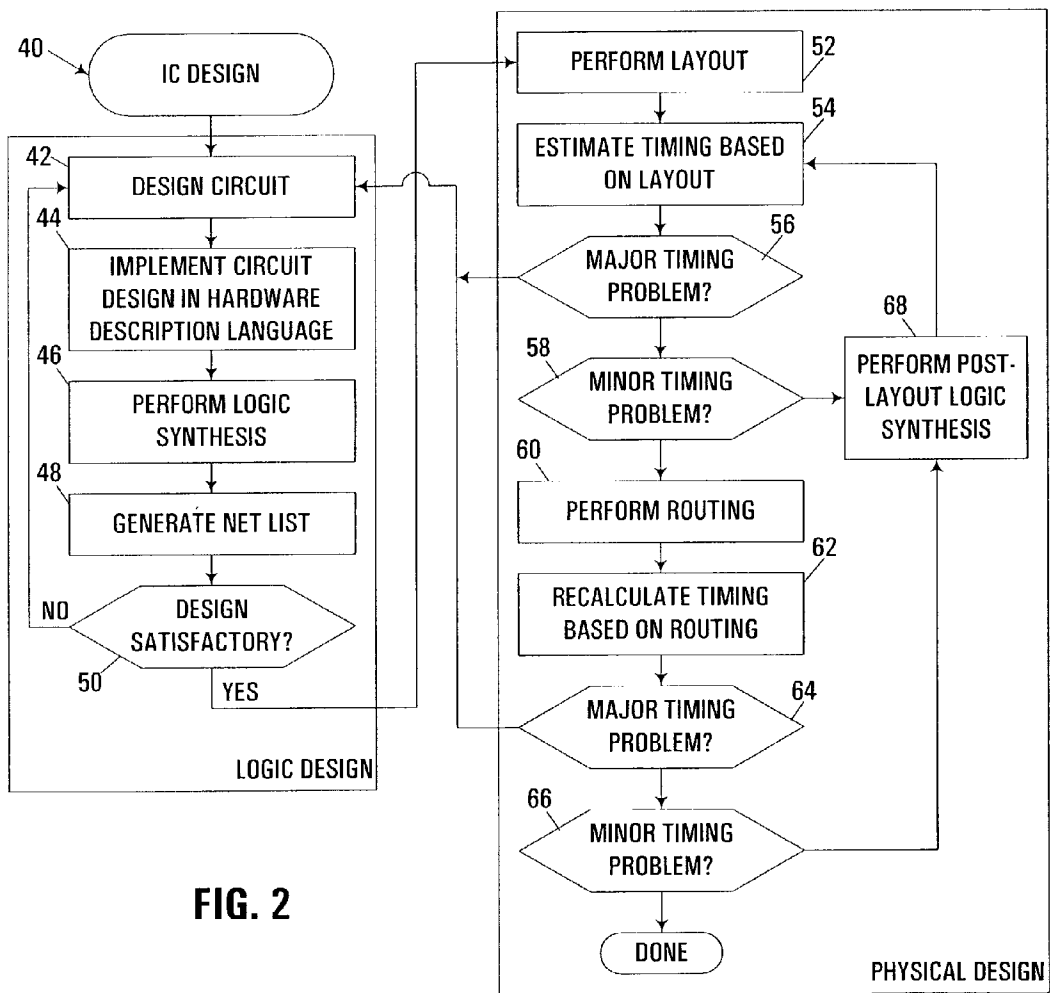 40
IC DESIGN
42
DESIGN CIRCUIT
44
IMPLEMENT CIRCUIT
DESIGN IN HARDWARE
DESCRIPTION LANGUAGE
46
PERFORM LOGIC
SYNTHESIS
48
GENERATE NET LIST
NO
DESIGN
SATISFACTORY?
50
YES
LOGIC DESIGN
52
PERFORM LAYOUT
54
ESTIMATE TIMING BASED
ON LAYOUT
56
MAJOR TIMING
PROBLEM?
58
MINOR TIMING
PROBLEM?
68
PERFORM POST-
LAYOUT LOGIC
SYNTHESIS
60
PERFORM ROUTING
62
RECALCULATE TIMING
BASED ON ROUTING
64
MAJOR TIMING
PROBLEM?
66
MINOR TIMING
PROBLEM?
DONE
PHYSICAL DESIGN
FIG. 2